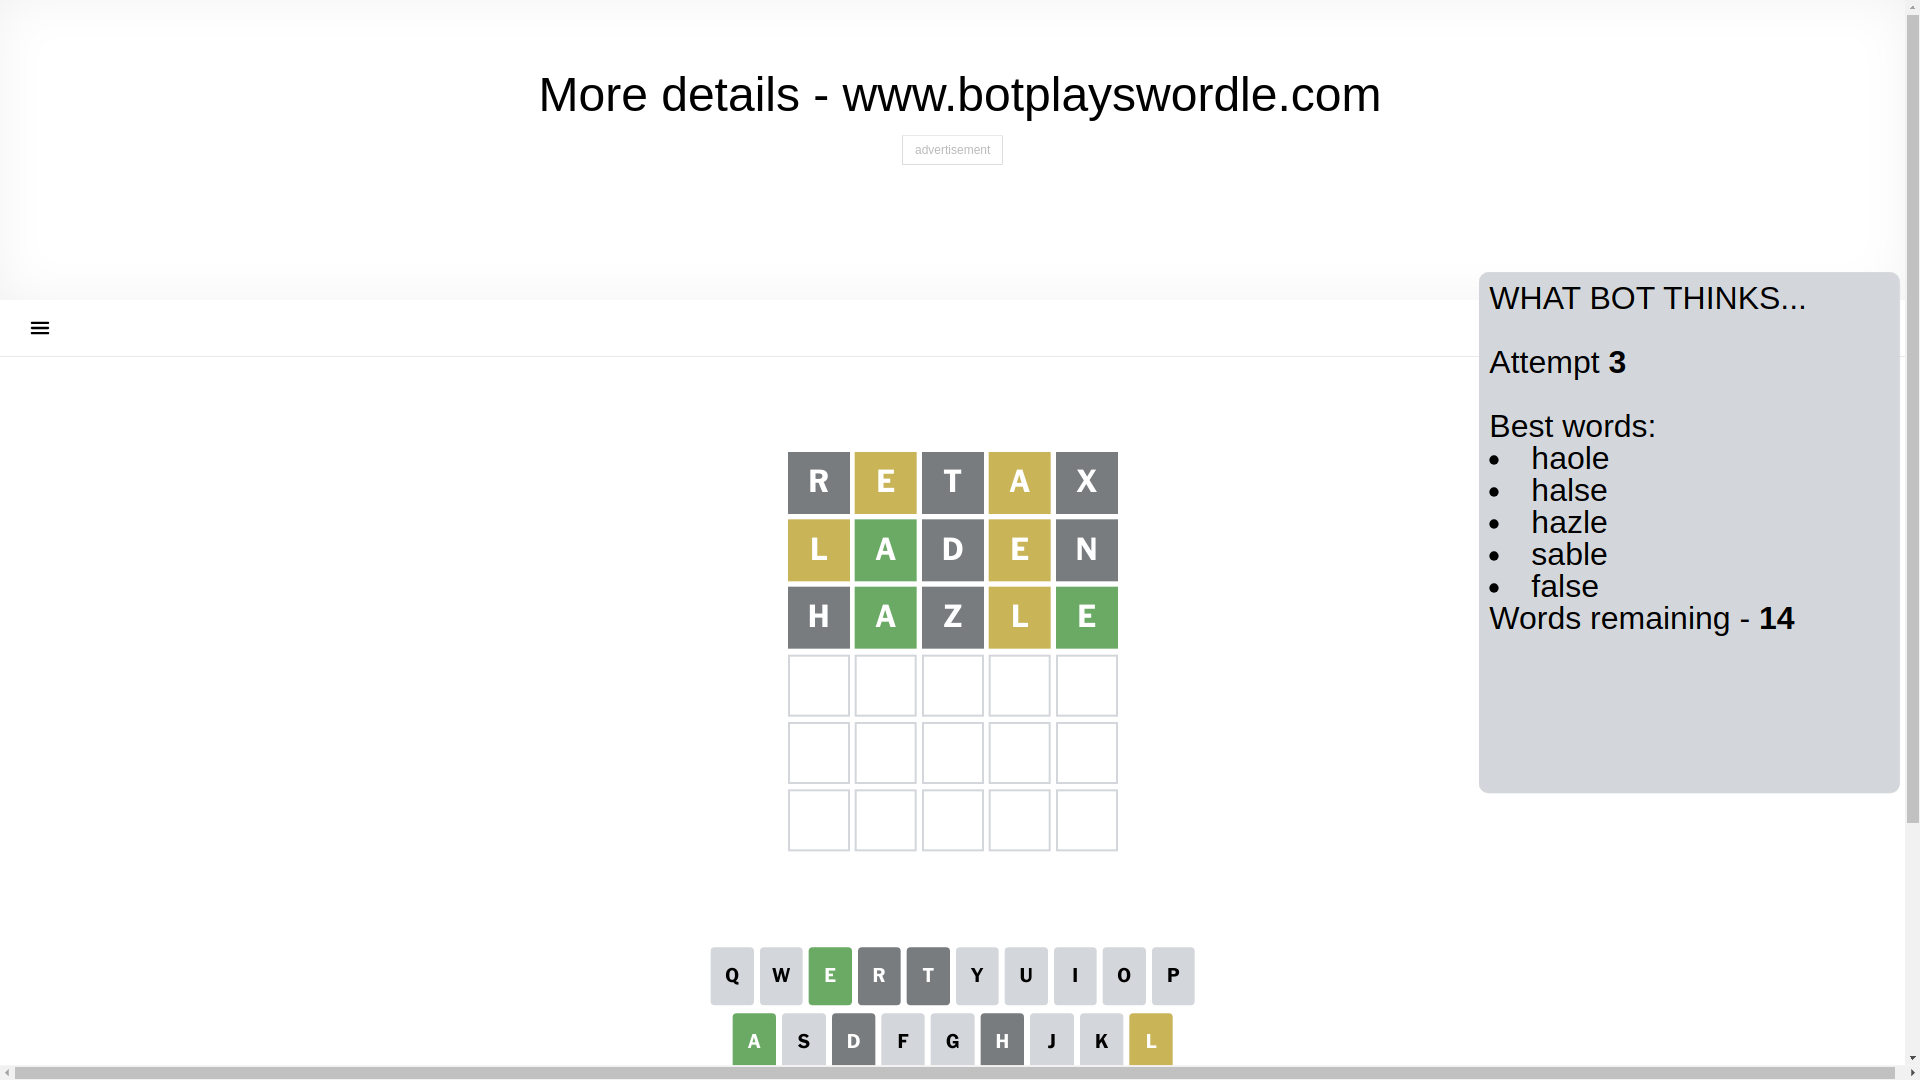 More details - www.botplayswordle.com
advertisement
WHAT BOT THINKS...
Attempt 3
Best words:
haole
halse
hazle
sable
false
Words remaining - 14
R E T A X
L A D E N
H A Z L E
Q W E R T Y U I O P
A S D F G H J K L